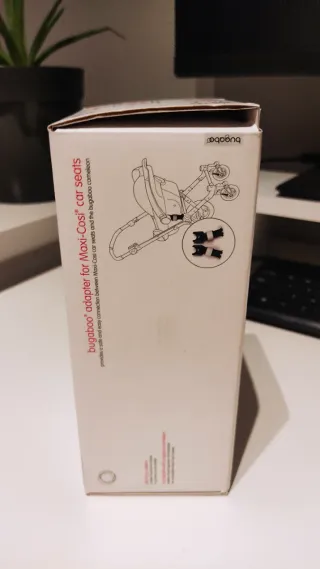 bugaboo
bugaboo® adapter for Maxi-Cosi® car seats
provides a safe and easy connection between Maxi-Cosi car seats and the bugaboo cameleon